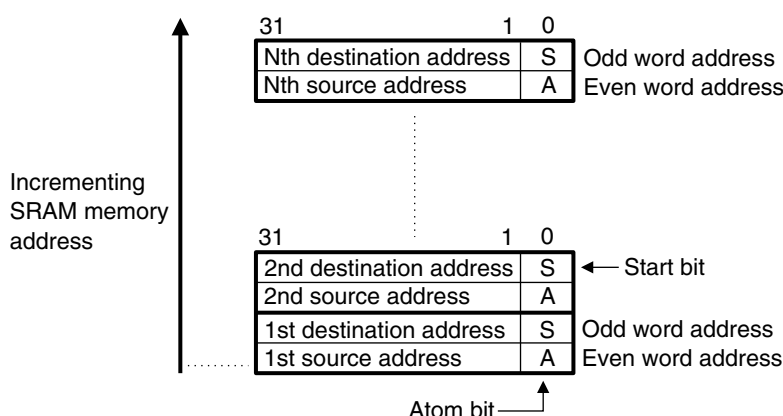 31 1 0
Nth destination address S Odd word address
Nth source address A Even word address
Incrementing
SRAM memory
address
31 1 0
2nd destination address S Start bit
2nd source address A
1st destination address S Odd word address
1st source address A Even word address
Atom bit